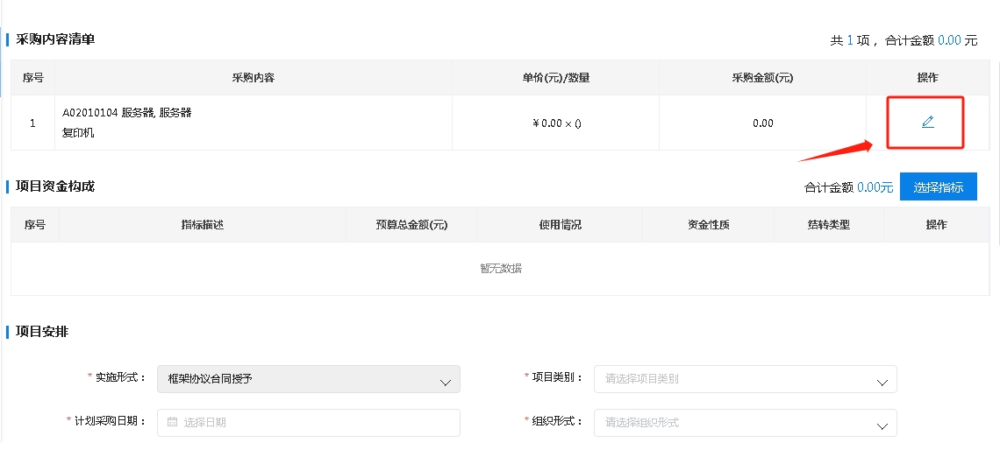 采购内容清单
共 1 项， 合计金额 0.00 元
序号 采购内容 单价(元)/数量 采购金额(元) 操作
1 A02010104 服务器, 服务器 ￥0.00 × () 0.00
复印机
项目资金构成
合计金额 0.00元 选择指标
序号 指标描述 预算总金额(元) 使用情况 资金性质 结转类型 操作
暂无数据
项目安排
* 实施形式： 框架协议合同授予 * 项目类别： 请选择项目类别
* 计划采购日期： 选择日期 * 组织形式： 请选择组织形式